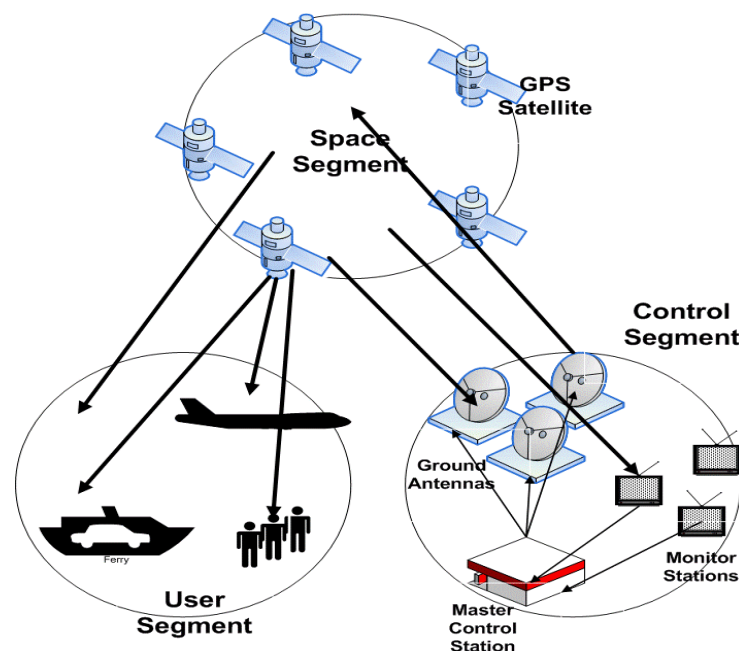 GPS
Satellite
Space
Segment
Control
Segment
Ground
Antennas
Ferry
Monitor
Stations
User
Segment
Master
Control
Station